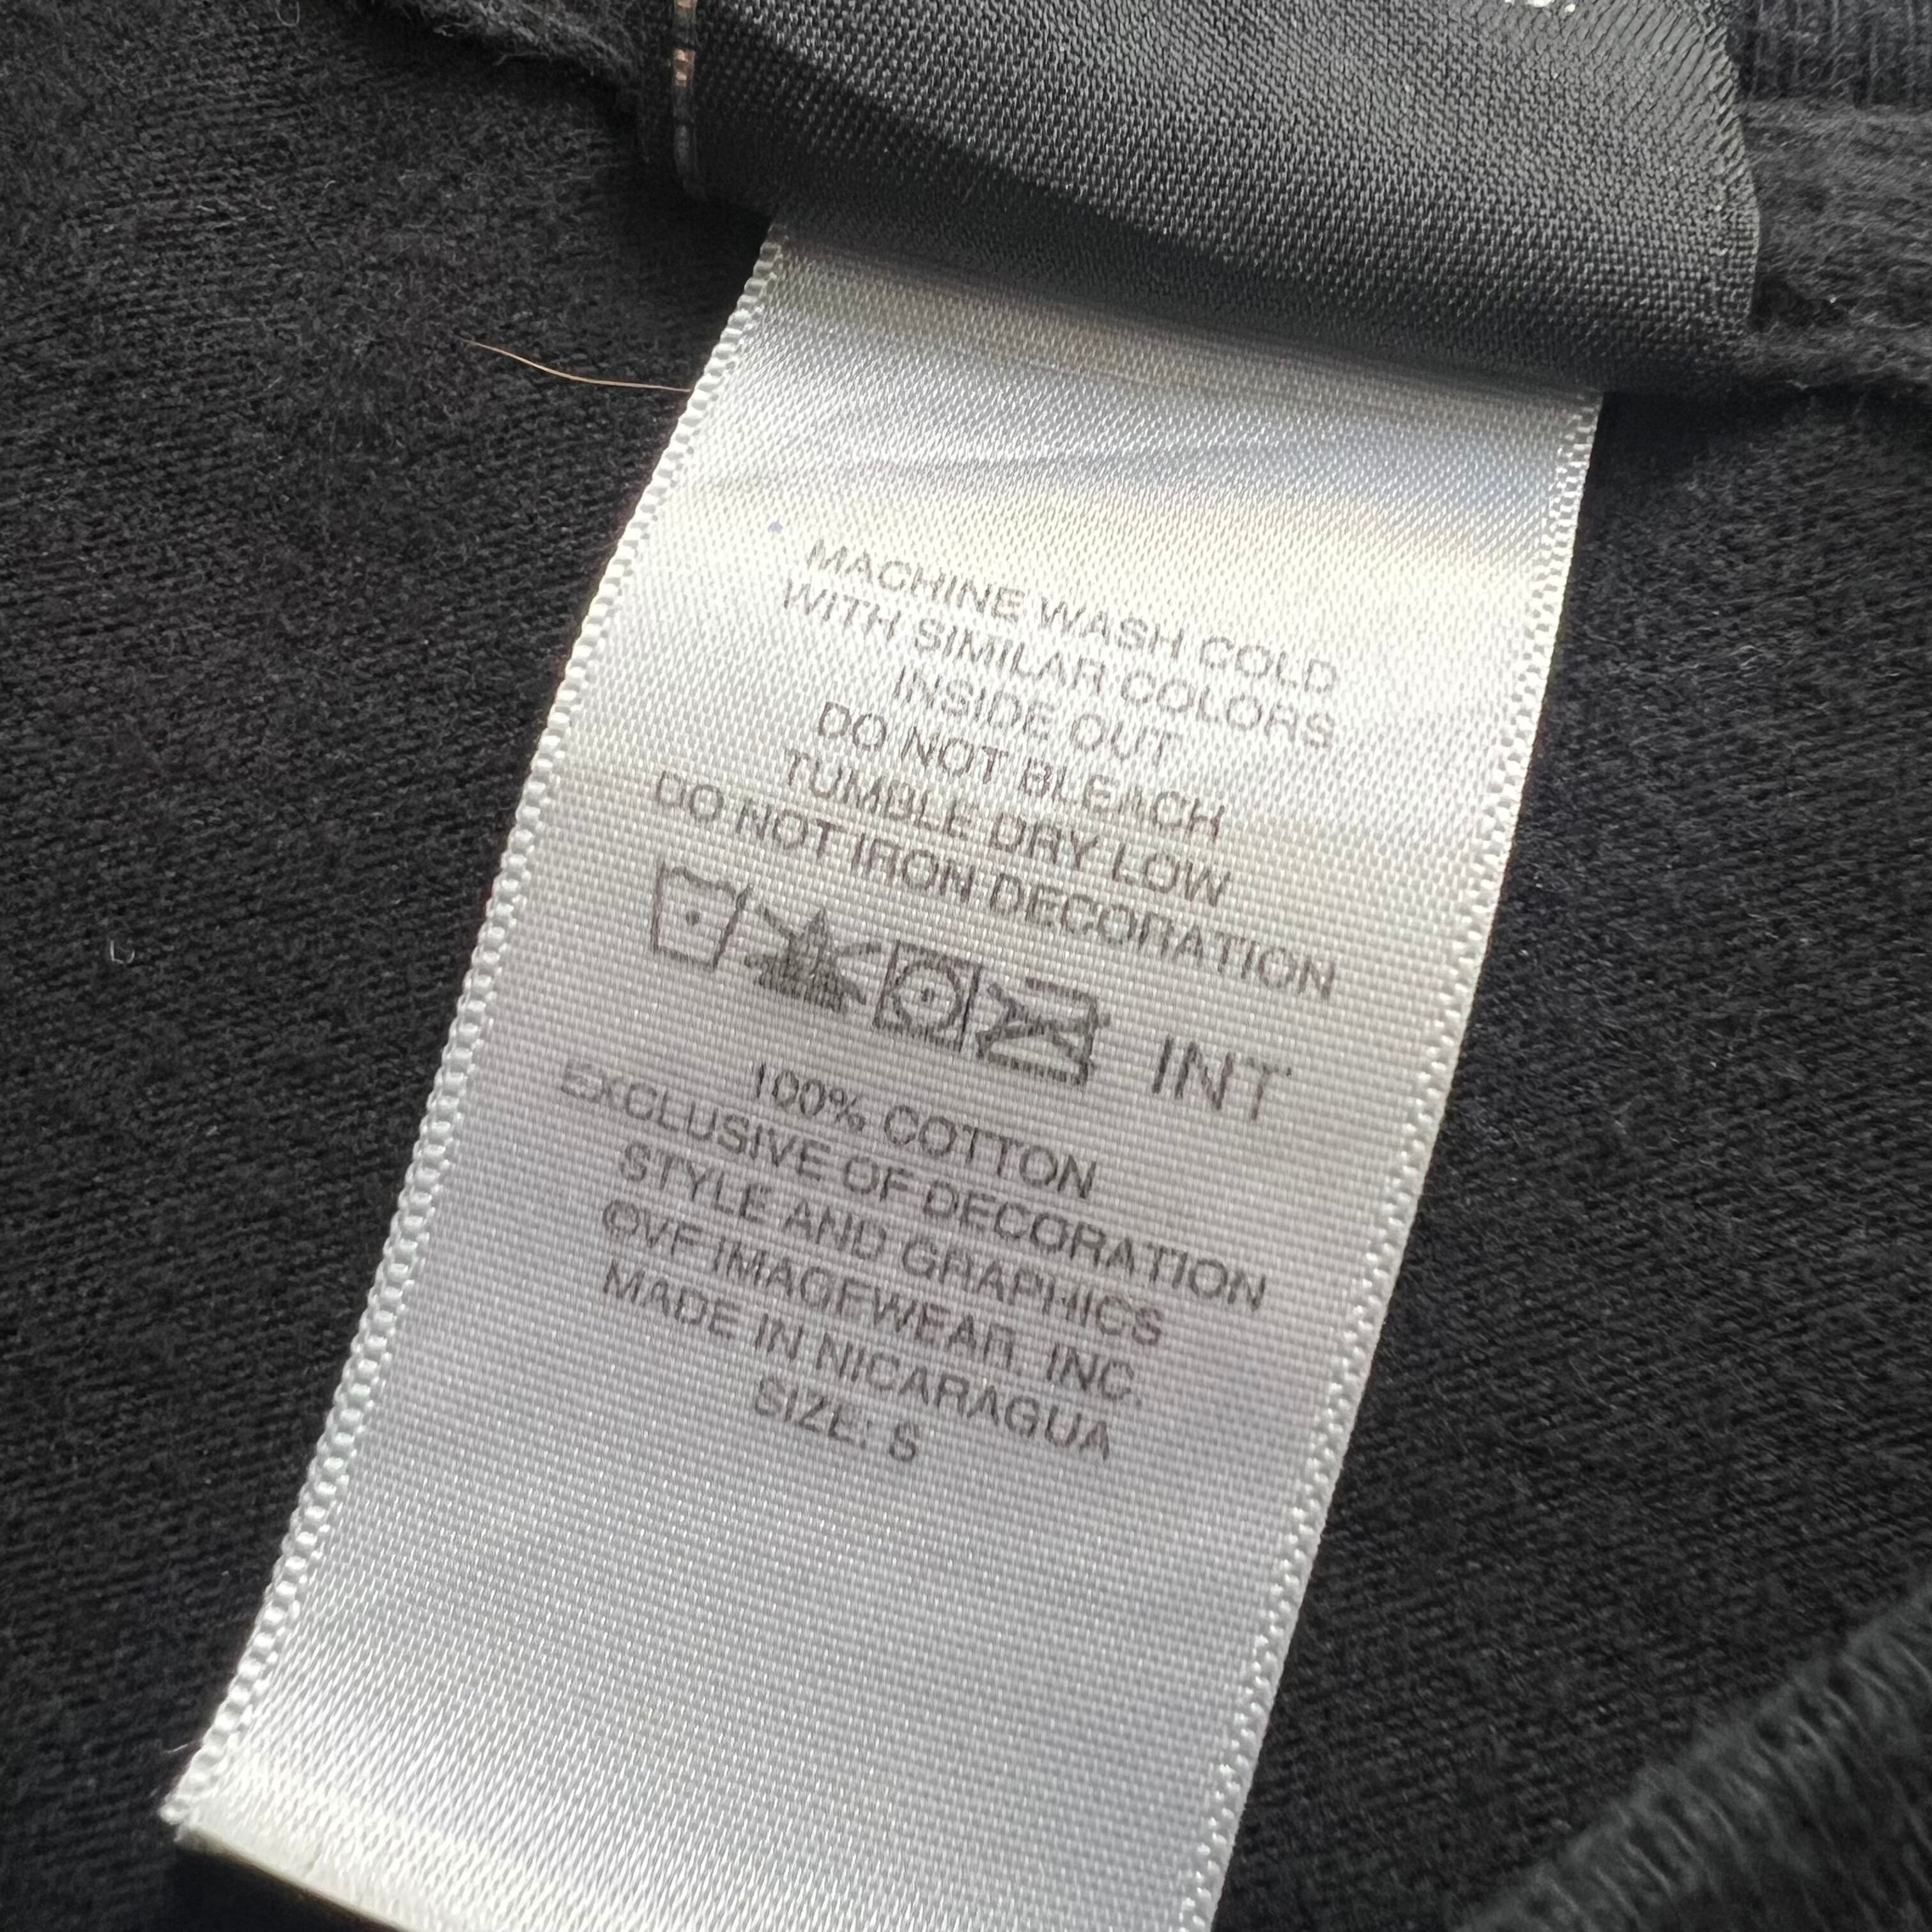 MACHINE WASH COLD
WITH SIMILAR COLORS
INSIDE OUT
DO NOT BLEACH
TUMBLE DRY LOW
DO NOT IRON DECORATION
INT
100% COTTON
EXCLUSIVE OF DECORATION
STYLE AND GRAPHICS
©VF IMAGEWEAR, INC.
MADE IN NICARAGUA
SIZE: S